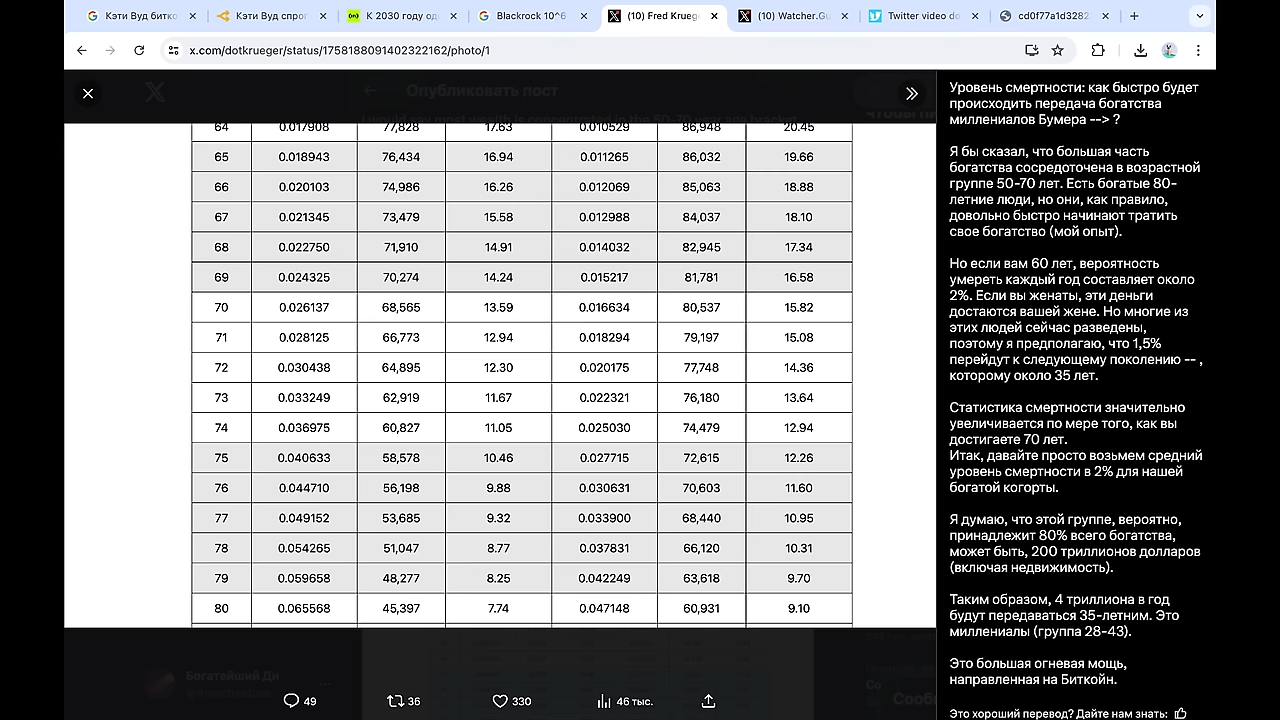 Кэти Вуд битко
Кэти Вуд спрог
К 2030 году од
blackrock 10^6
(10) Fred Krueg
(10) Watcher.Gu
Twitter video do
cd0f77a1d3282
x.com/dotkrueger/status/1758188091402322162/photo/1
Опубликовать пост
64 77,821 17.63 86,948 20.45
65 0.018943 76,434 16.94 0.011265 86,032 19.66
66 0.020103 74,986 16.26 0.012069 85,063 18.88
67 0.021345 73,479 15.58 0.012988 84,037 18.10
68 0.022750 71,910 14.91 0.014032 82,945 17.34
69 0.024325 70,274 14.24 0.015217 81,781 16.58
70 0.026137 68,565 13.59 0.016634 80,537 15.82
71 0.028125 66,773 12.94 0.018294 79,197 15.08
72 0.030438 64,895 12.30 0.020175 77,748 14.36
73 0.033249 62,919 11.67 0.022321 76,180 13.64
74 0.036975 60,827 11.05 0.025030 74,479 12.94
75 0.040633 58,578 10.46 0.027715 72,615 12.26
76 0.044710 56,198 9.88 0.030631 70,603 11.60
77 0.049152 53,685 9.32 0.033900 68,440 10.95
78 0.054265 51,047 8.77 0.037831 66,120 10.31
79 0.059658 48,277 8.25 0.042249 63,618 9.70
80 0.065568 45,397 7.74 0.047148 60,931 9.10
Богатейший Ди
330
46 тыс.
Уровень смертности: как быстро будет
происходить передача богатства
миллениалов Бумера --> ?
Я бы сказал, что большая часть
богатства сосредоточена в возрастной
группе 50-70 лет. Есть богатые 80-
летние люди, но они, как правило,
довольно быстро начинают тратить
свое богатство (мой опыт).
Но если вам 60 лет, вероятность
умереть каждый год составляет около
2%. Если вы женаты, эти деньги
достаются вашей жене. Но многие из
этих людей сейчас разведены,
поэтому я предполагаю, что 1,5%
перейдут к следующему поколению -- ,
которому около 35 лет.
Статистика смертности значительно
увеличивается по мере того, как вы
достигаете 70 лет.
Итак, давайте просто возьмем средний
уровень смертности в 2% для нашей
богатой когорты.
Я думаю, что этой группе, вероятно,
принадлежит 80% всего богатства,
может быть, 200 триллионов долларов
(включая недвижимость).
Таким образом, 4 триллиона в год
будут передаваться 35-летним. Это
миллениалы (группа 28-43).
Это большая огневая мощь,
направленная на Биткойн.
Это хороший перевод? Дайте нам знать: